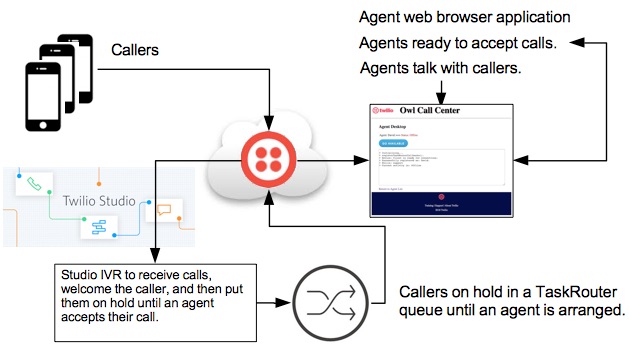 Callers
Agent web browser application
Agents ready to accept calls.
Agents talk with callers.
twilio Owl Call Center
Agent Desktop
Twilio Studio
Studio IVR to receive calls,
welcome the caller, and then put
them on hold until an agent
accepts their call.
Callers on hold in a TaskRouter
queue until an agent is arranged.